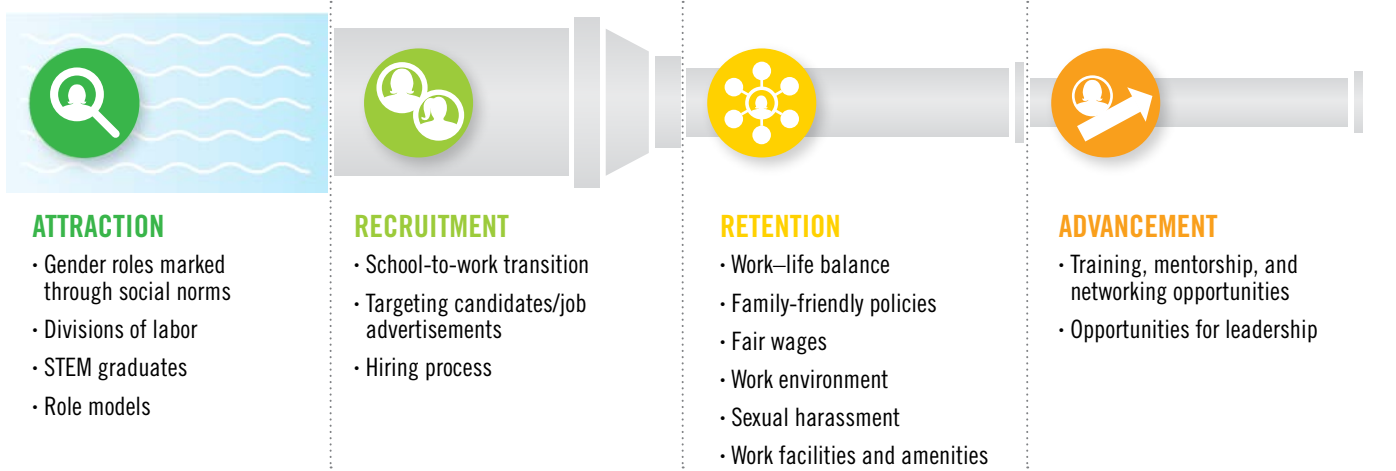 ATTRACTION
· Gender roles marked
through social norms
· Divisions of labor
· STEM graduates
· Role models
RECRUITMENT
· School-to-work transition
· Targeting candidates/job
advertisements
· Hiring process
RETENTION
· Work–life balance
· Family-friendly policies
· Fair wages
· Work environment
· Sexual harassment
· Work facilities and amenities
ADVANCEMENT
· Training, mentorship, and
networking opportunities
· Opportunities for leadership